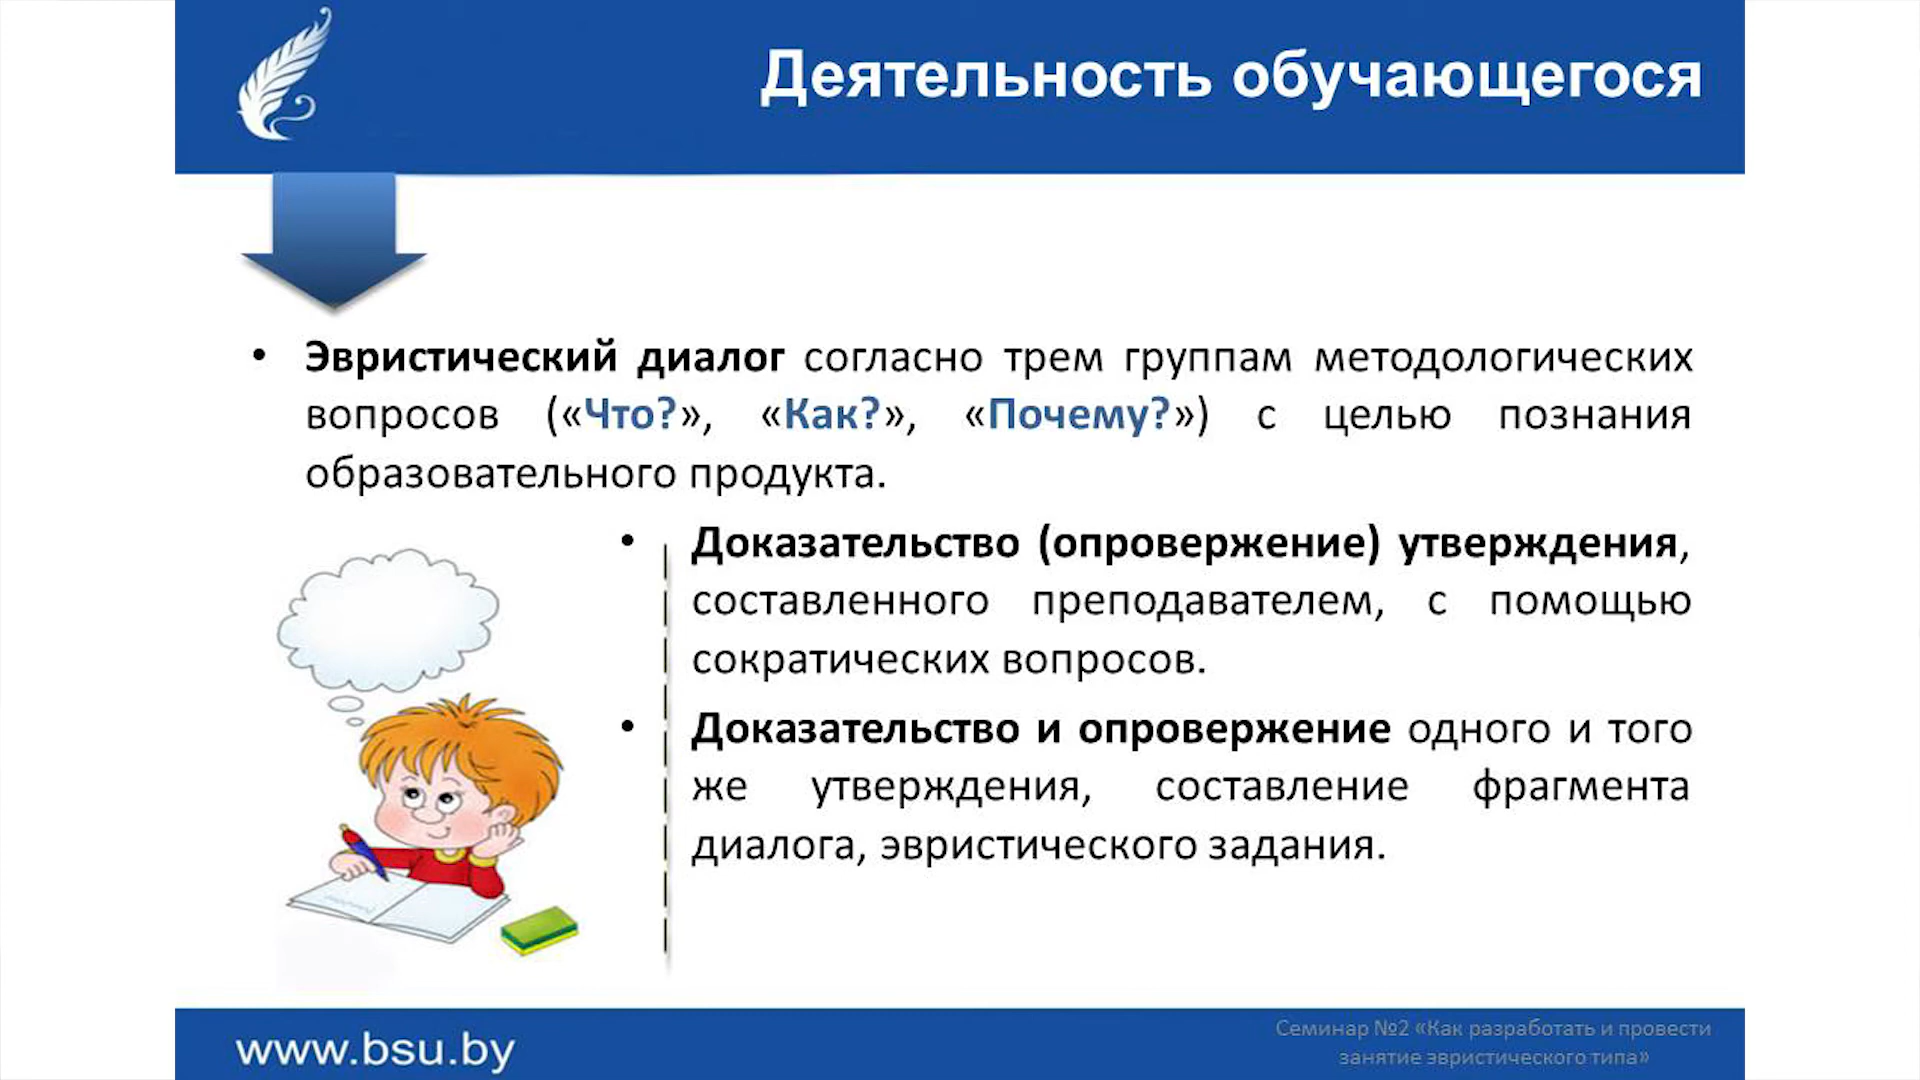 Деятельность обучающегося
• Эвристический диалог согласно трем группам методологических
вопросов («Что?», «Как?», «Почему?») с целью познания
образовательного продукта.
• Доказательство (опровержение) утверждения,
составленного преподавателем, с помощью
сократических вопросов.
• Доказательство и опровержение одного и того
же утверждения, составление фрагмента
диалога, эвристического задания.
www.bsu.by
Семинар №2 «Как разработать и провести
занятие эвристического типа»